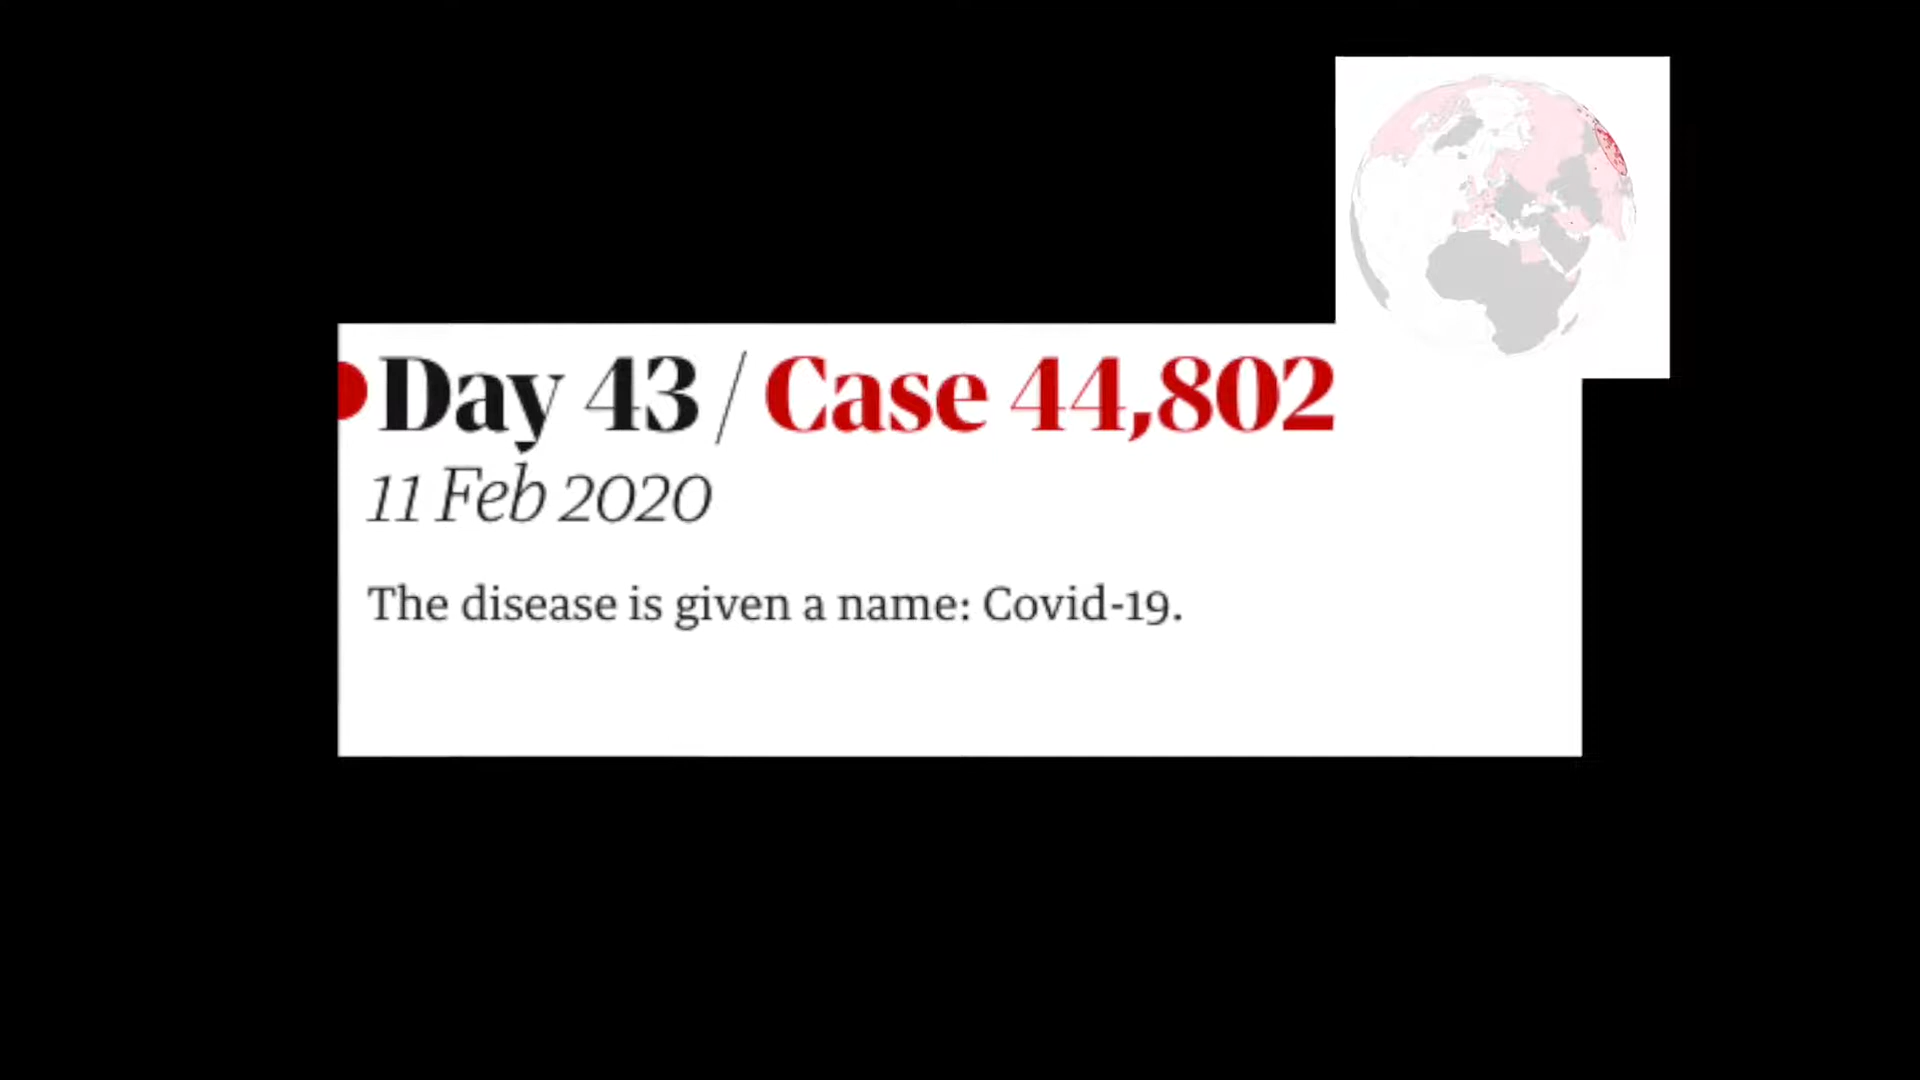 Day 43 / Case 44,802
11 Feb 2020
The disease is given a name: Covid-19.